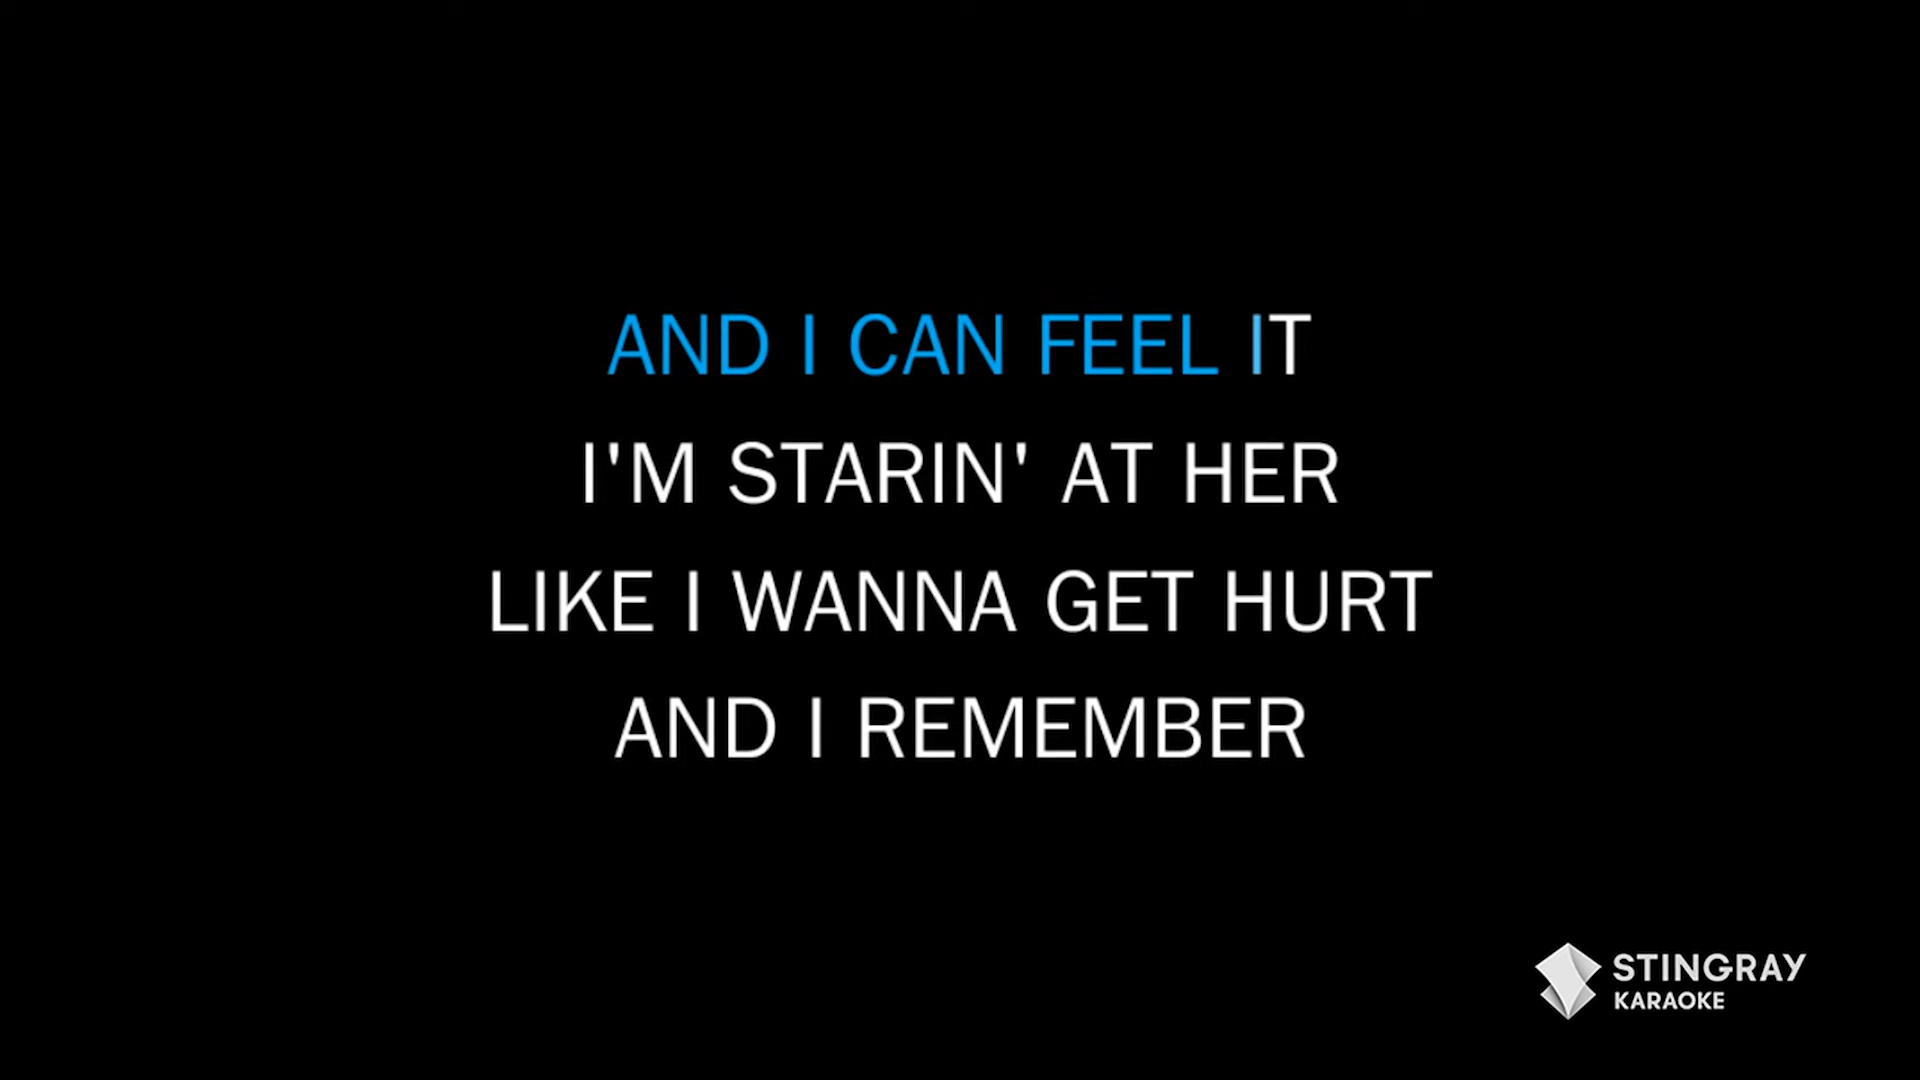 AND I CAN FEEL IT
I'M STARIN' AT HER
LIKE I WANNA GET HURT
AND I REMEMBER
STINGRAY
KARAOKE